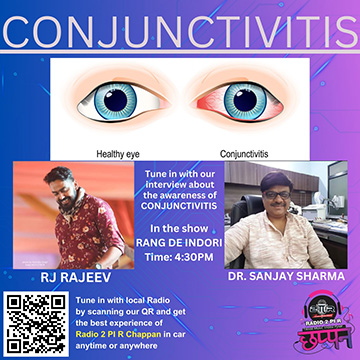 CONJUNCTIVITIS
Healthy eye
Conjunctivitis
Tune in with our
interview about
the awareness of
CONJUNCTIVITIS
In the show
RANG DE INDORI
Time: 4:30PM
RJ RAJEEV
DR. SANJAY SHARMA
Tune in with local Radio
by scanning our QR and get
the best experience of
Radio 2 PI R Chappan in car
anytime or anywhere
RADIO 2 PI R
छप्पन